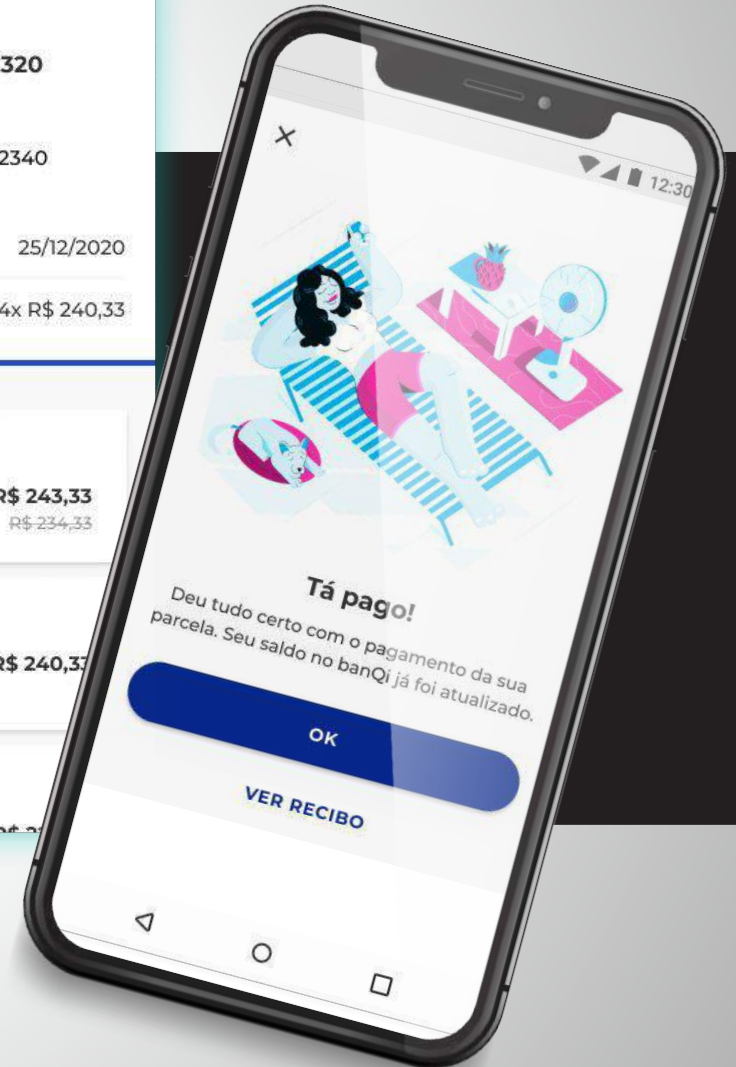 320
2340
25/12/2020
4x R$ 240,33
R$ 243,33
R$ 234,33
R$ 240,33
12:30
Tá pago!
Deu tudo certo com o pagamento da sua
parcela. Seu saldo no banQi já foi atualizado.
OK
VER RECIBO